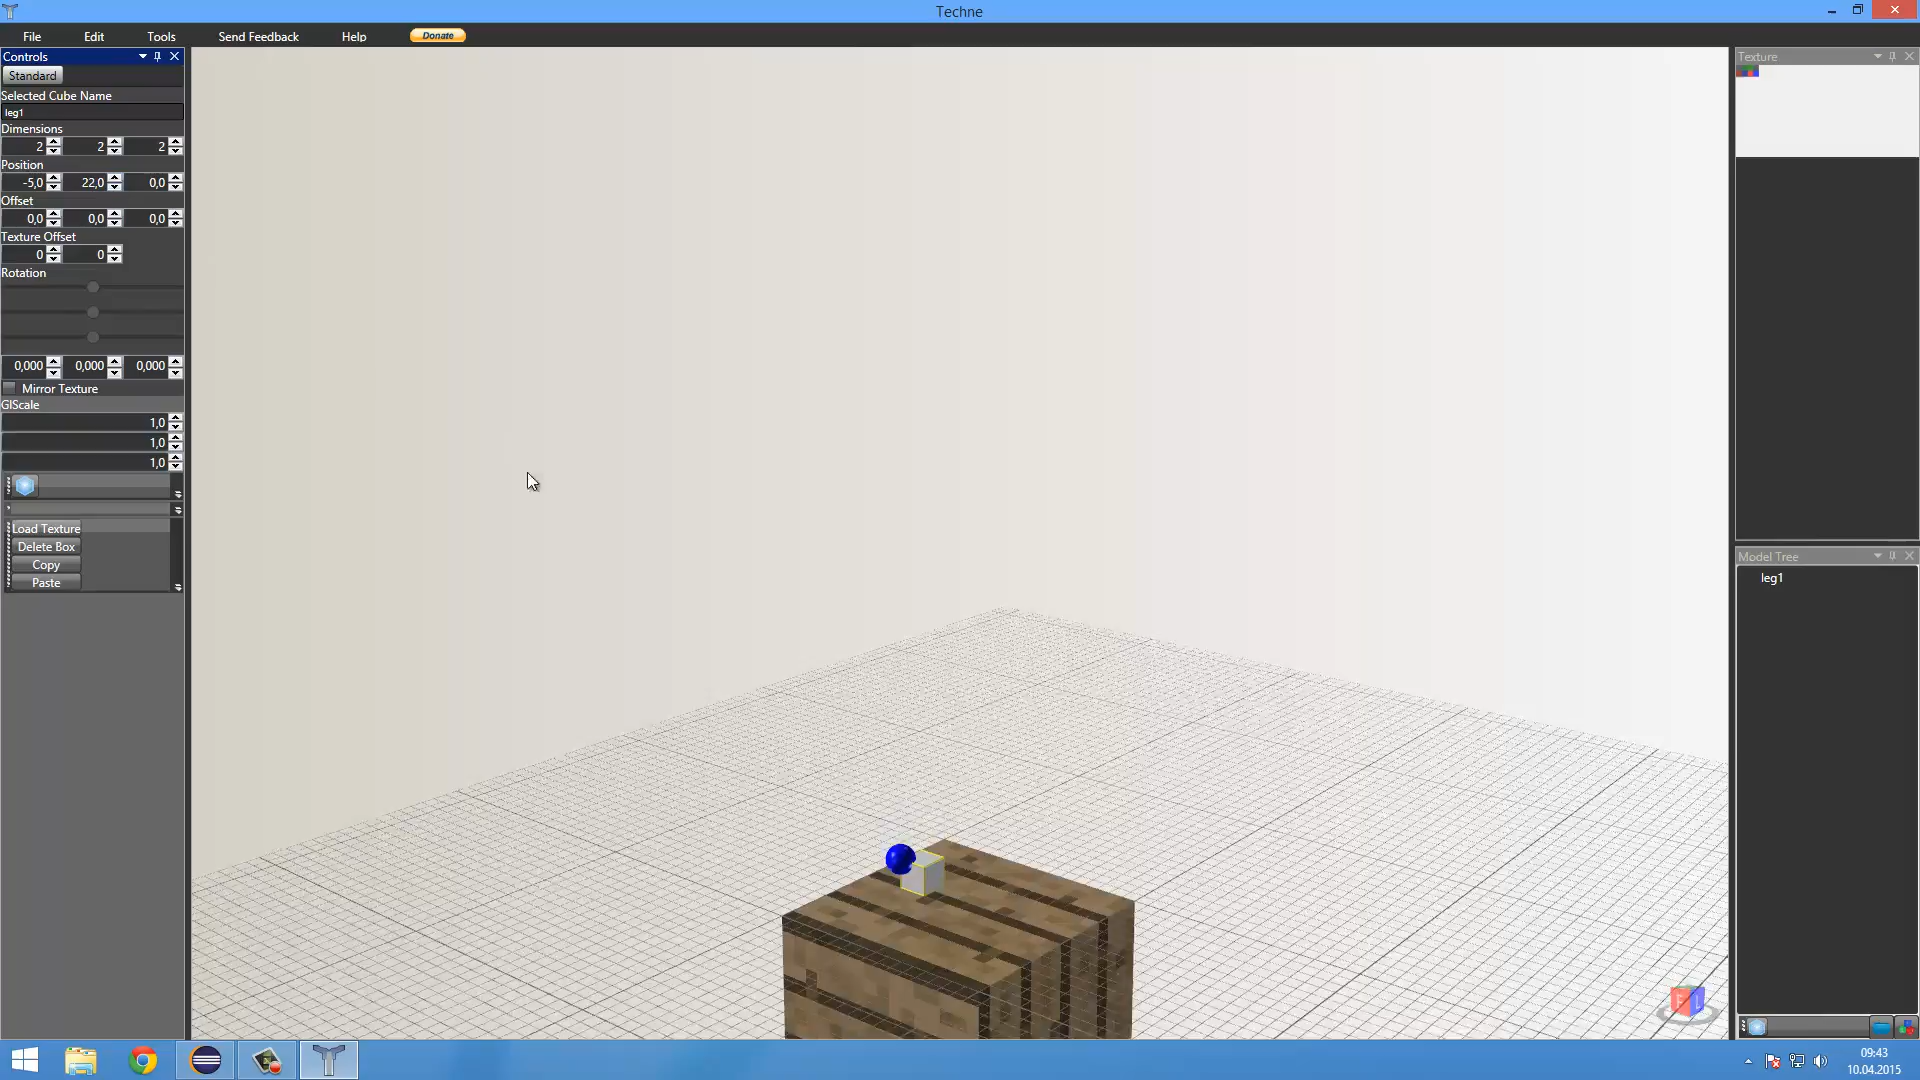 Techne
File Edit Tools Send Feedback Help Donate
Controls
Standard
Selected Cube Name
leg1
Dimensions
2 2 2
Position
-5,0 22,0 0,0
Offset
0,0 0,0 0,0
Texture Offset
0 0
Rotation
0,000 0,000 0,000
Mirror Texture
GlScale
1,0
1,0
1,0
Load Texture
Delete Box
Copy
Paste
Texture
Model Tree
leg1
09:43
10.04.2015